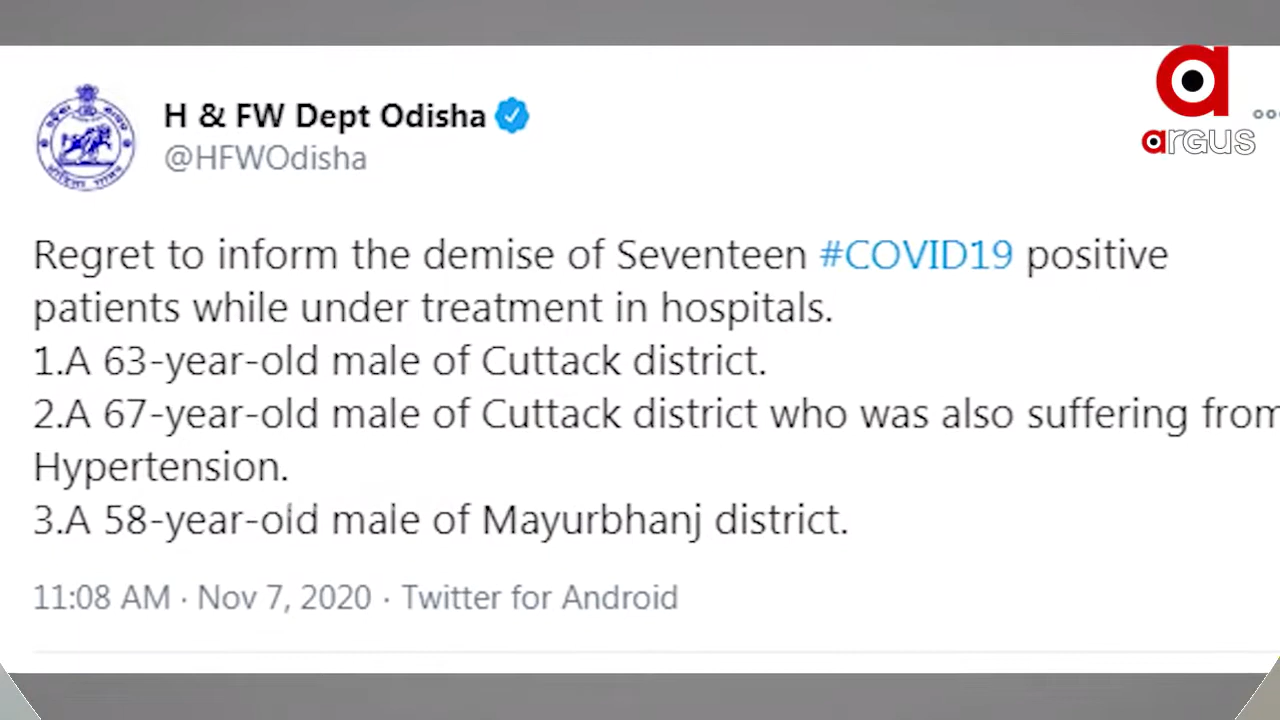 H & FW Dept Odisha
@HFWOdisha
argus
Regret to inform the demise of Seventeen #COVID19 positive
patients while under treatment in hospitals.
1.A 63-year-old male of Cuttack district.
2.A 67-year-old male of Cuttack district who was also suffering from
Hypertension.
3.A 58-year-old male of Mayurbhanj district.
11:08 AM · Nov 7, 2020 · Twitter for Android